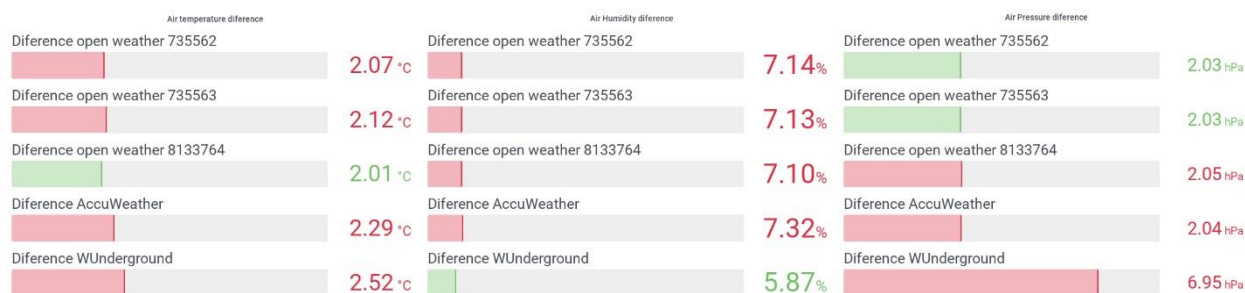 Air temperature diference
Diference open weather 735562
2.07 °C
Diference open weather 735563
2.12 °C
Diference open weather 8133764
2.01 °C
Diference AccuWeather
2.29 °C
Diference WUnderground
2.52 °C
Air Humidity diference
Diference open weather 735562
7.14%
Diference open weather 735563
7.13%
Diference open weather 8133764
7.10%
Diference AccuWeather
7.32%
Diference WUnderground
5.87%
Air Pressure diference
Diference open weather 735562
2.03 hPa
Diference open weather 735563
2.03 hPa
Diference open weather 8133764
2.05 hPa
Diference AccuWeather
2.04 hPa
Diference WUnderground
6.95 hPa